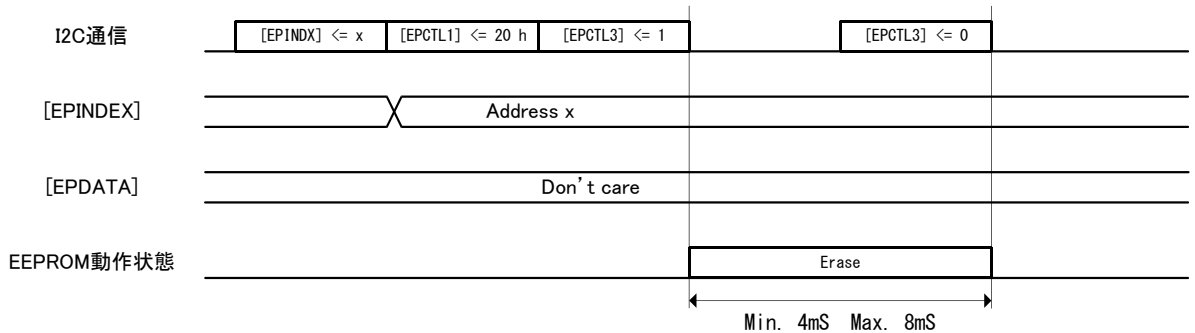 I2C通信
[EPINDX] <= x
[EPCTL1] <= 20 h
[EPCTL3] <= 1
[EPCTL3] <= 0
[EPINDEX]
Address x
[EPDATA]
Don't care
EEPROM動作状態
Erase
Min. 4mS Max. 8mS